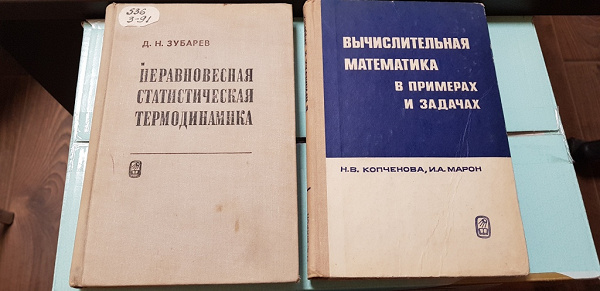 536
З-91
Д. Н. ЗУБАРЕВ
НЕРАВНОВЕСНАЯ
СТАТИСТИЧЕСКАЯ
ТЕРМОДИНАМИКА
ВЫЧИСЛИТЕЛЬНАЯ
МАТЕМАТИКА
В ПРИМЕРАХ
И ЗАДАЧАХ
Н.В. КОПЧЕНОВА, И.А. МАРОН